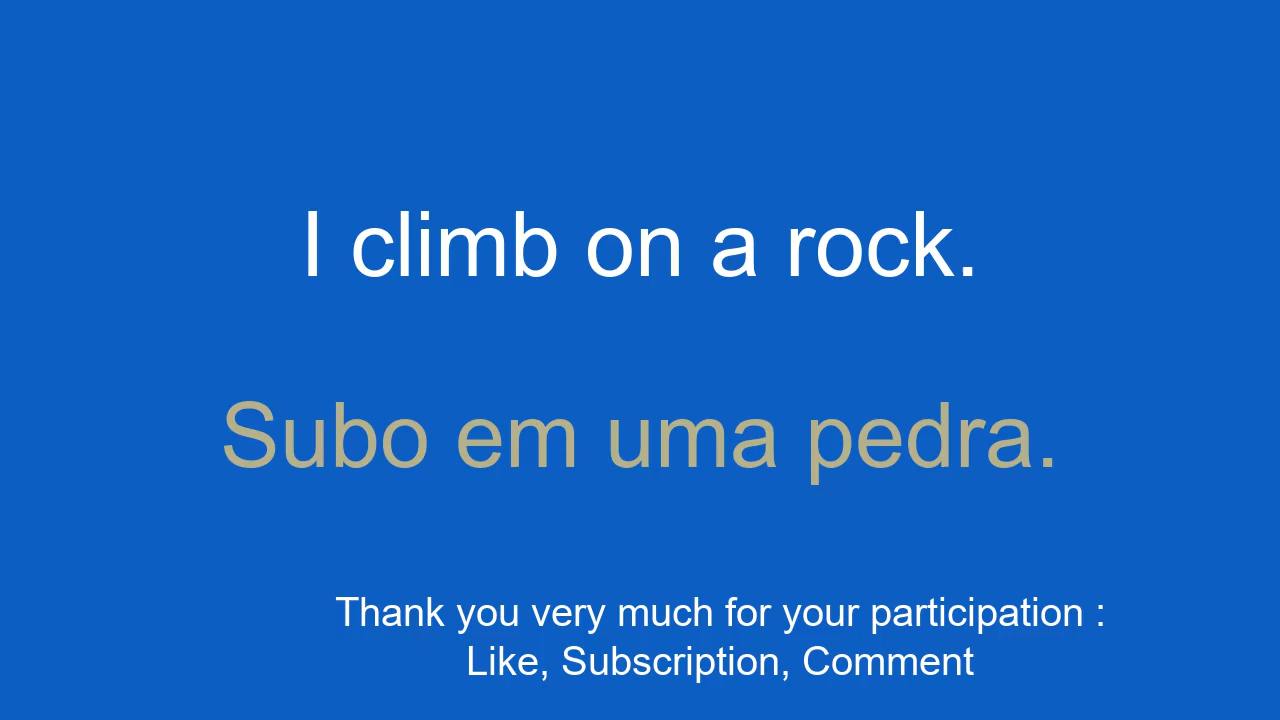 I climb on a rock.
Subo em uma pedra.
Thank you very much for your participation :
Like, Subscription, Comment